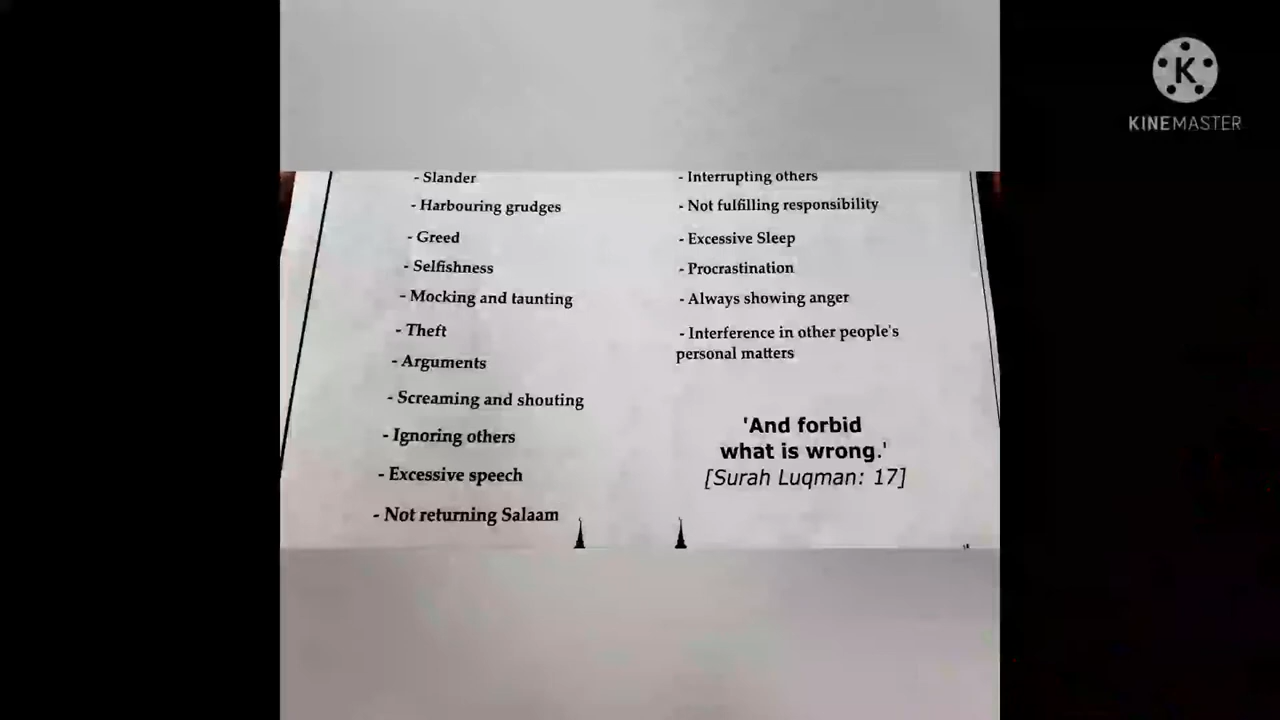 - Slander
- Harbouring grudges
- Greed
- Selfishness
- Mocking and taunting
- Theft
- Arguments
- Screaming and shouting
- Ignoring others
- Excessive speech
- Not returning Salaam
- Interrupting others
- Not fulfilling responsibility
- Excessive Sleep
- Procrastination
- Always showing anger
- Interference in other people's
personal matters
'And forbid
what is wrong.'
[Surah Luqman: 17]
K
KINEMASTER